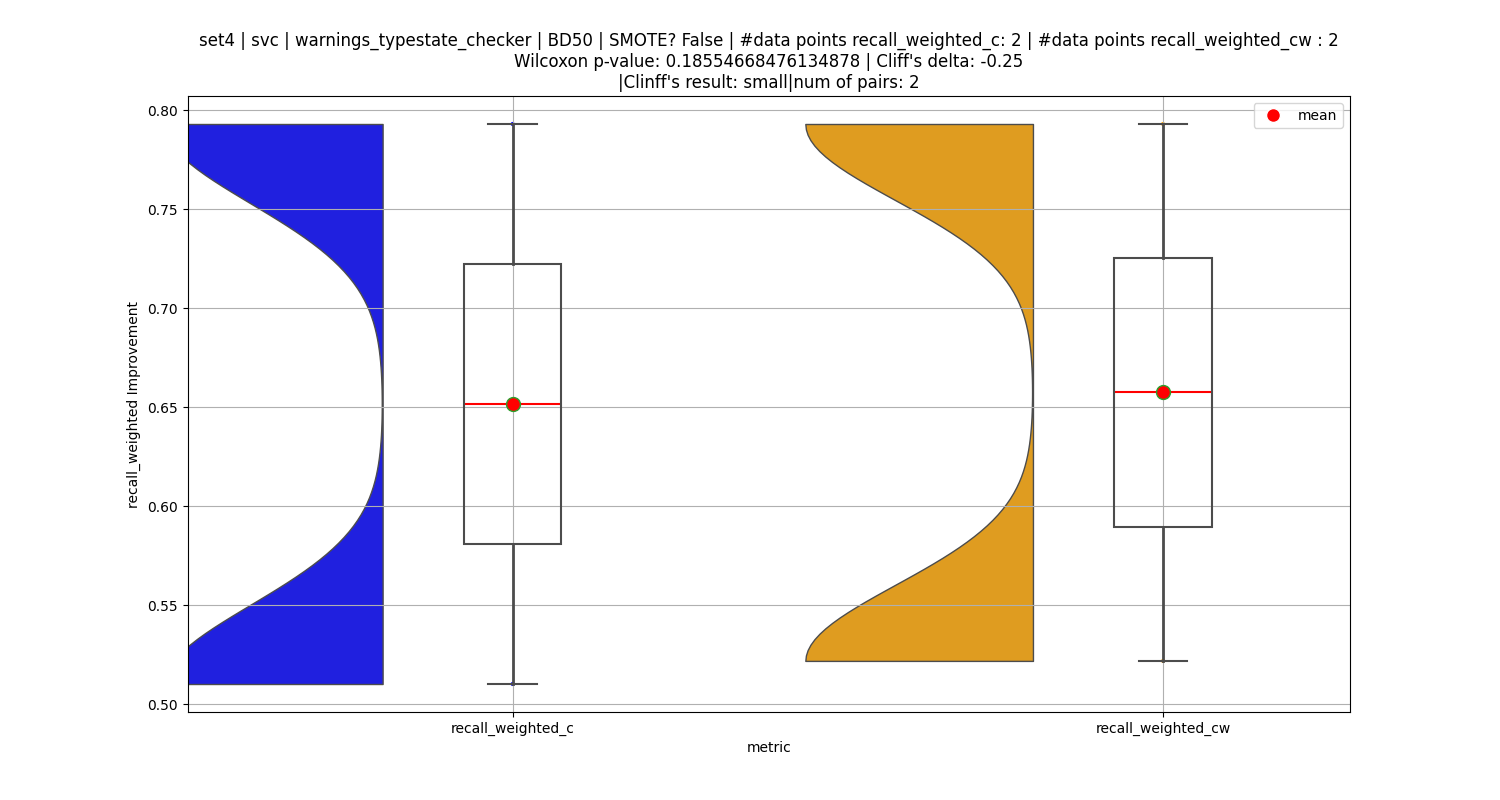 set4 | svc | warnings_typestate_checker | BD50 | SMOTE? False | #data points recall_weighted_c: 2 | #data points recall_weighted_cw : 2
Wilcoxon p-value: 0.18554668476134878 | Cliff's delta: -0.25
|Clinff's result: small|num of pairs: 2
mean
0.80
0.75
0.70
0.65
0.60
0.55
0.50
recall_weighted Improvement
recall_weighted_c
recall_weighted_cw
metric